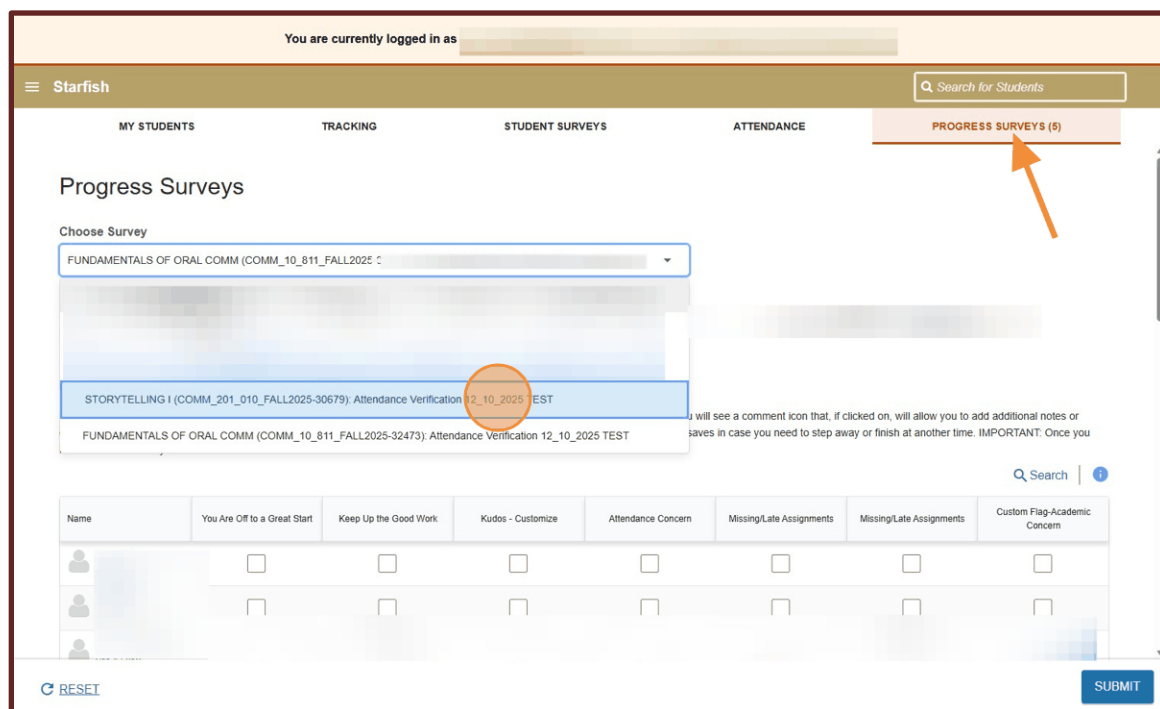 You are currently logged in as
Starfish
Search for Students
MY STUDENTS TRACKING STUDENT SURVEYS ATTENDANCE PROGRESS SURVEYS (5)
Progress Surveys
Choose Survey
FUNDAMENTALS OF ORAL COMM (COMM_10_811_FALL2025
STORYTELLING I (COMM_201_010_FALL2025-30679): Attendance Verification 12_10_2025 TEST
will see a comment icon that, if clicked on, will allow you to add additional notes or
FUNDAMENTALS OF ORAL COMM (COMM_10_811_FALL2025-32473): Attendance Verification 12_10_2025 TEST
saves in case you need to step away or finish at another time. IMPORTANT: Once you
Search
Name You Are Off to a Great Start Keep Up the Good Work Kudos - Customize Attendance Concern Missing/Late Assignments Missing/Late Assignments Custom Flag-Academic
Concern
RESET
SUBMIT